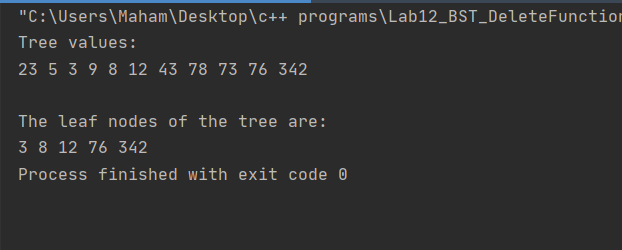 "C:\Users\Maham\Desktop\c++ programs\Lab12_BST_DeleteFunction
Tree values:
23 5 3 9 8 12 43 78 73 76 342
The leaf nodes of the tree are:
3 8 12 76 342
Process finished with exit code 0